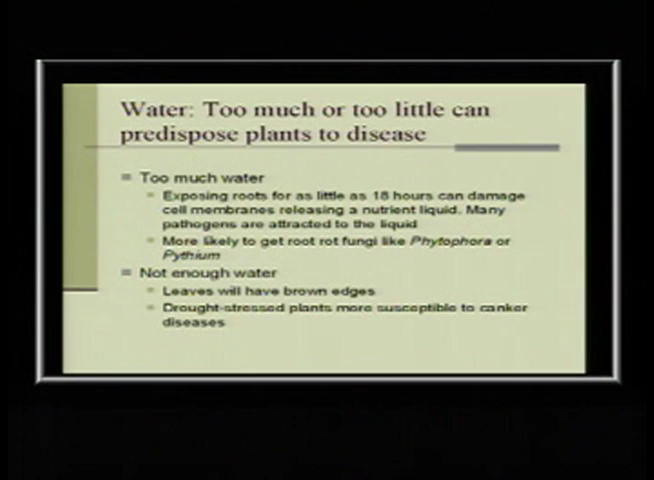 Water: Too much or too little can
predispose plants to disease
Too much water
Exposing roots for as little as 18 hours can damage
cell membranes releasing a nutrient liquid. Many
pathogens are attracted to the liquid
More likely to get root rot fungi like Phytophora or
Pythium
Not enough water
Leaves will have brown edges
Drought-stressed plants more susceptible to canker
diseases